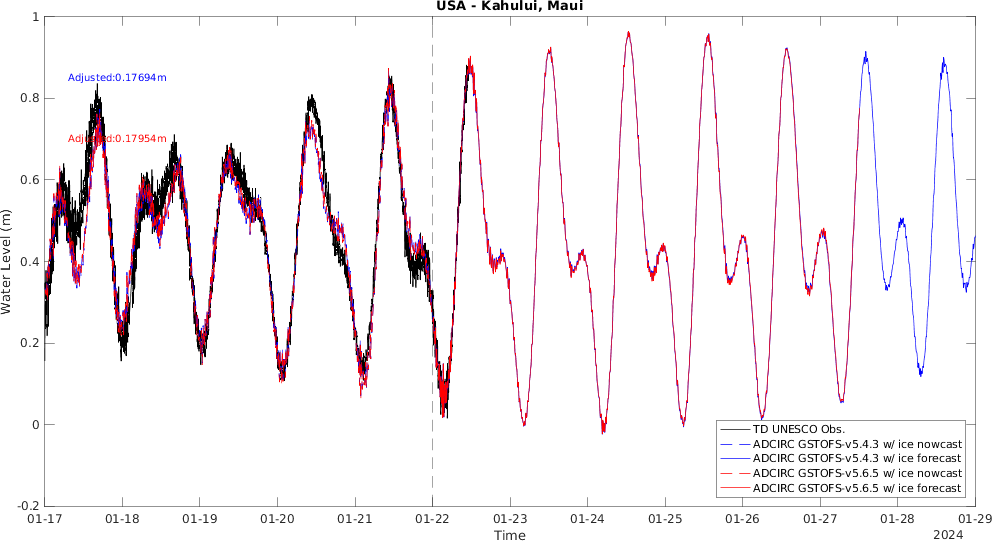 USA - Kahului, Maui
1
0.8
0.6
0.4
0.2
0
-0.2
Water Level (m)
Adjusted:0.17694m
Adjusted:0.17954m
TD UNESCO Obs.
ADCIRC GSTOFS-v5.4.3 w/ ice nowcast
ADCIRC GSTOFS-v5.4.3 w/ ice forecast
ADCIRC GSTOFS-v5.6.5 w/ ice nowcast
ADCIRC GSTOFS-v5.6.5 w/ ice forecast
01-17 01-18 01-19 01-20 01-21 01-22 01-23 01-24 01-25 01-26 01-27 01-28 01-29
Time
2024